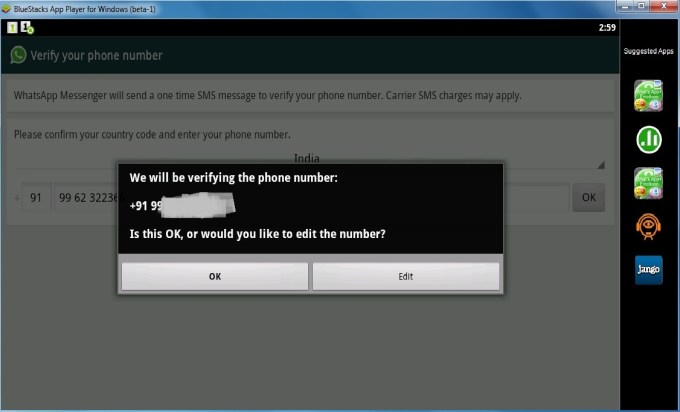 BlueStacks App Player for Windows (beta-1)
2:59
Verify your phone number
Suggested Apps
WhatsApp Messenger will send a one time SMS message to verify your phone number. Carrier SMS charges may apply.
Please confirm your country code and enter your phone number.
India
+ 91 99 62 OK
We will be verifying the phone number:
+91 99
Is this OK, or would you like to edit the number?
OK Edit
jango